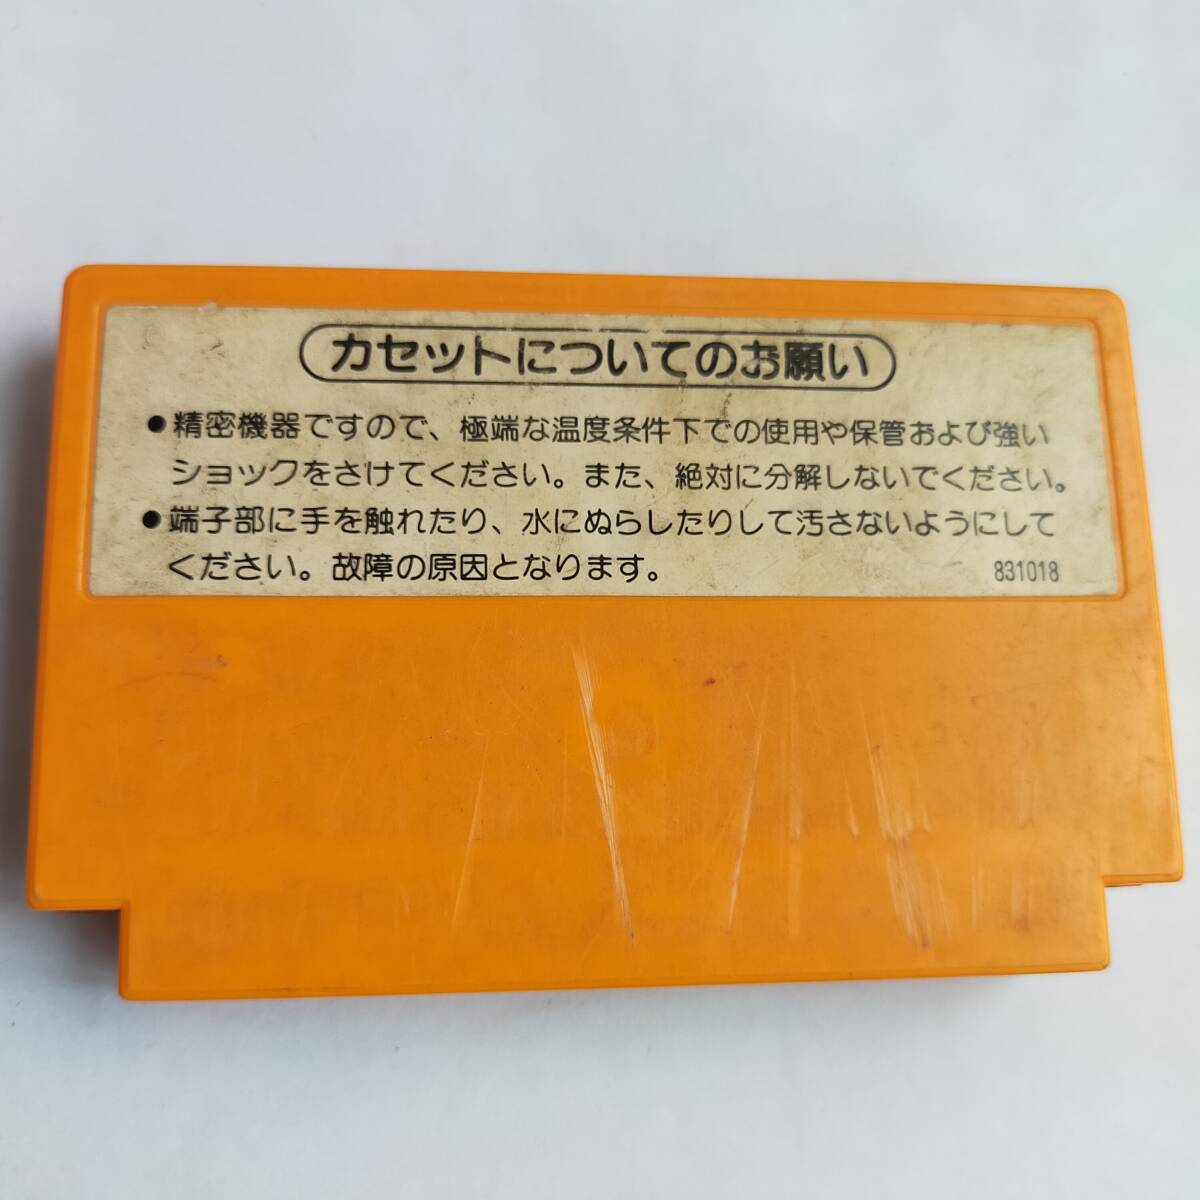 カセットについてのお願い
●精密機器ですので、極端な温度条件下での使用や保管および強い
ショックをさけてください。また、絶対に分解しないでください。
●端子部に手を触れたり、水にぬらしたりして汚さないようにして
ください。故障の原因となります。
831018